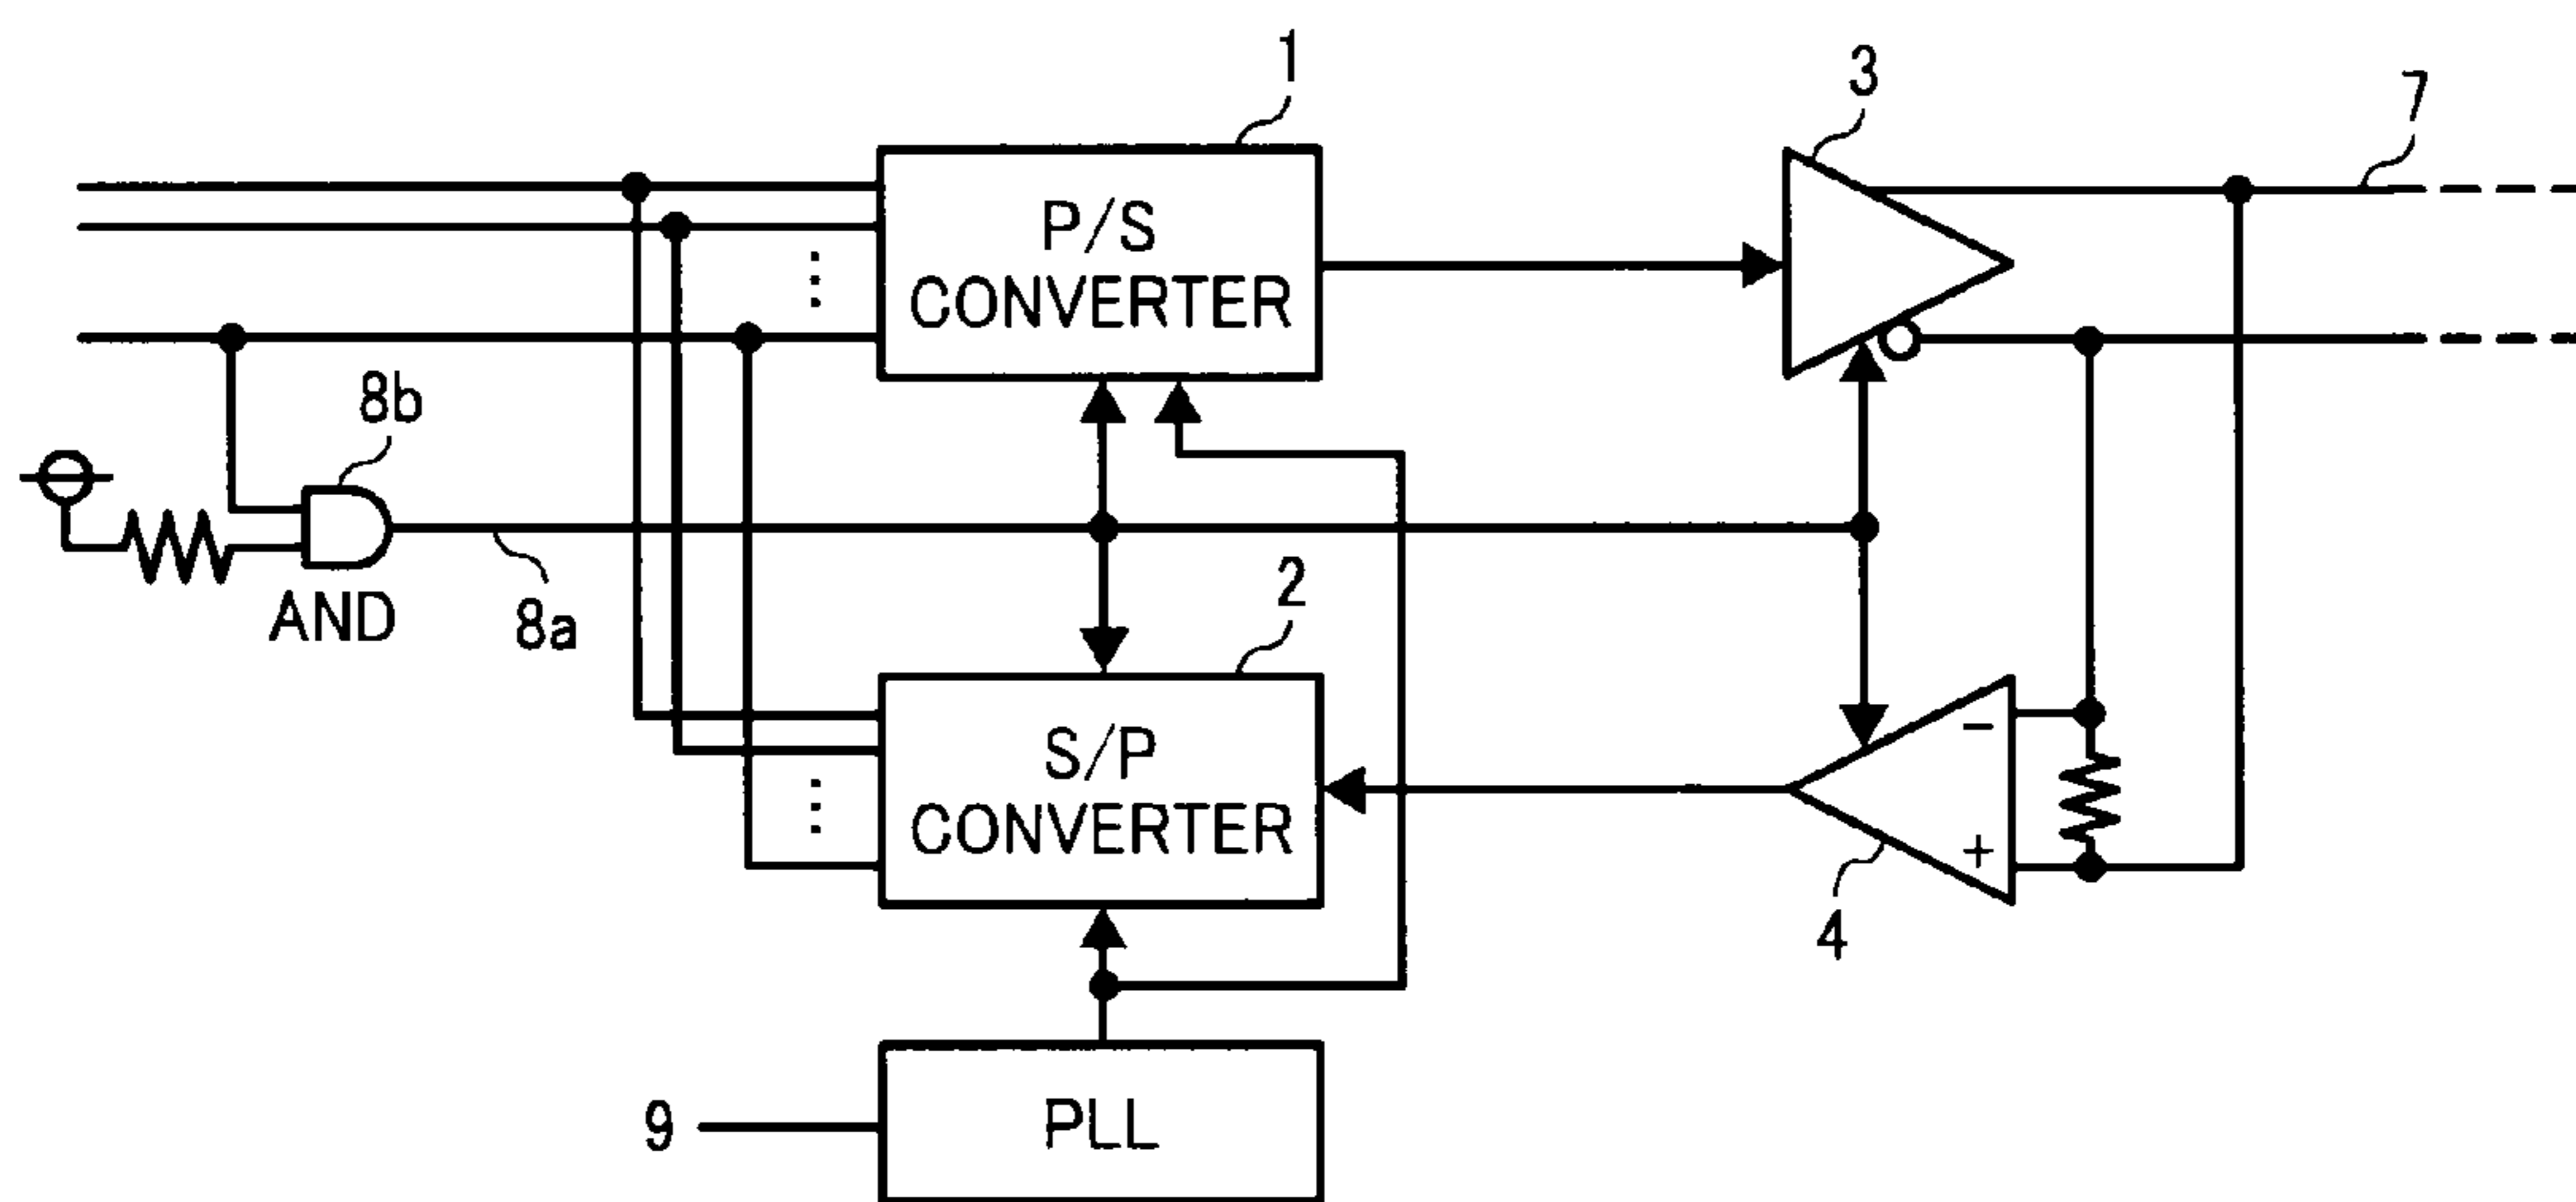 1
3
7
P/S
CONVERTER
8b
AND
8a
2
S/P
CONVERTER
−
+
4
9
PLL